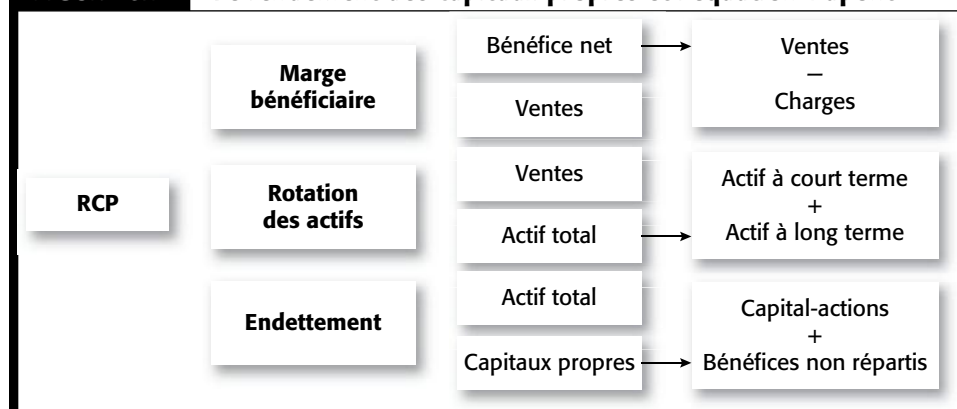 RCP
Marge
bénéficiaire
Rotation
des actifs
Endettement
Bénéfice net
Ventes
Ventes
Actif total
Actif total
Capitaux propres
Ventes
–
Charges
Actif à court terme
+
Actif à long terme
Capital-actions
+
Bénéfices non répartis